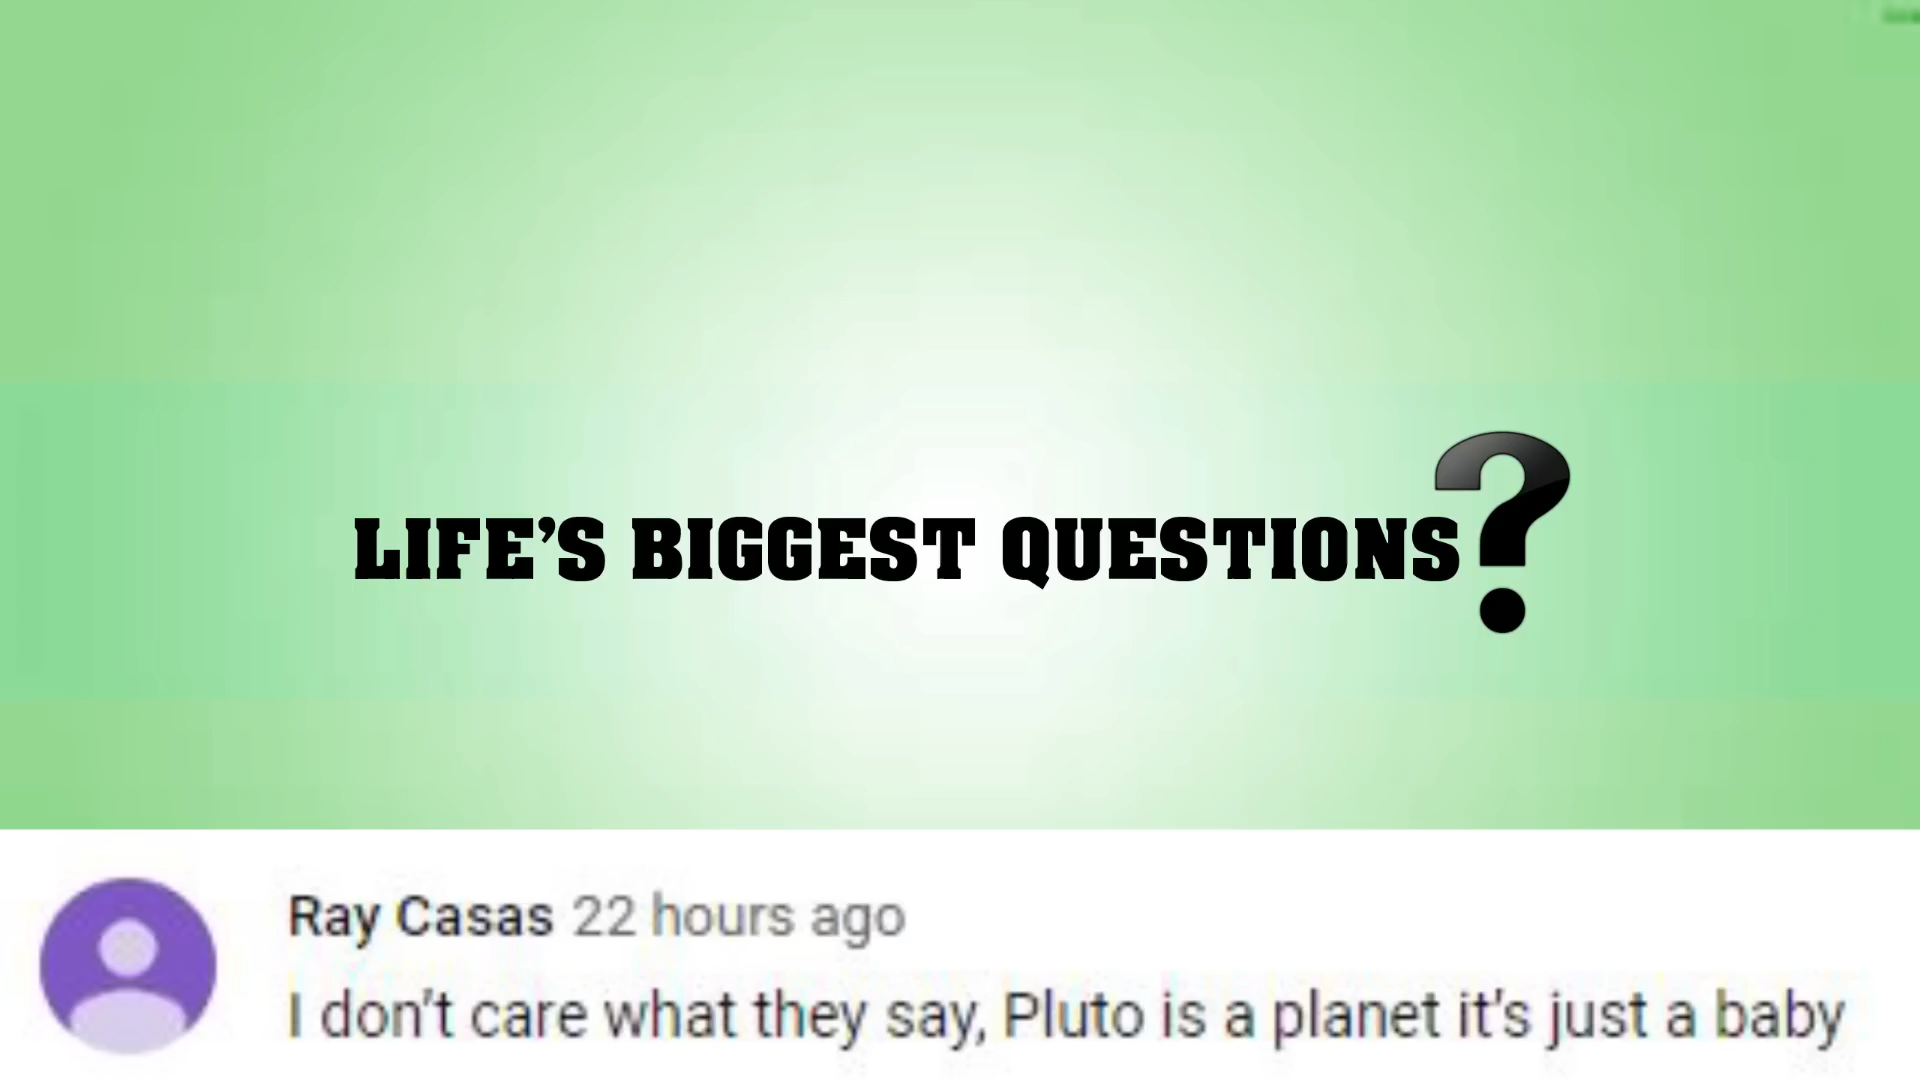 LIFE’S BIGGEST QUESTIONS?
Ray Casas 22 hours ago
I don't care what they say, Pluto is a planet it's just a baby